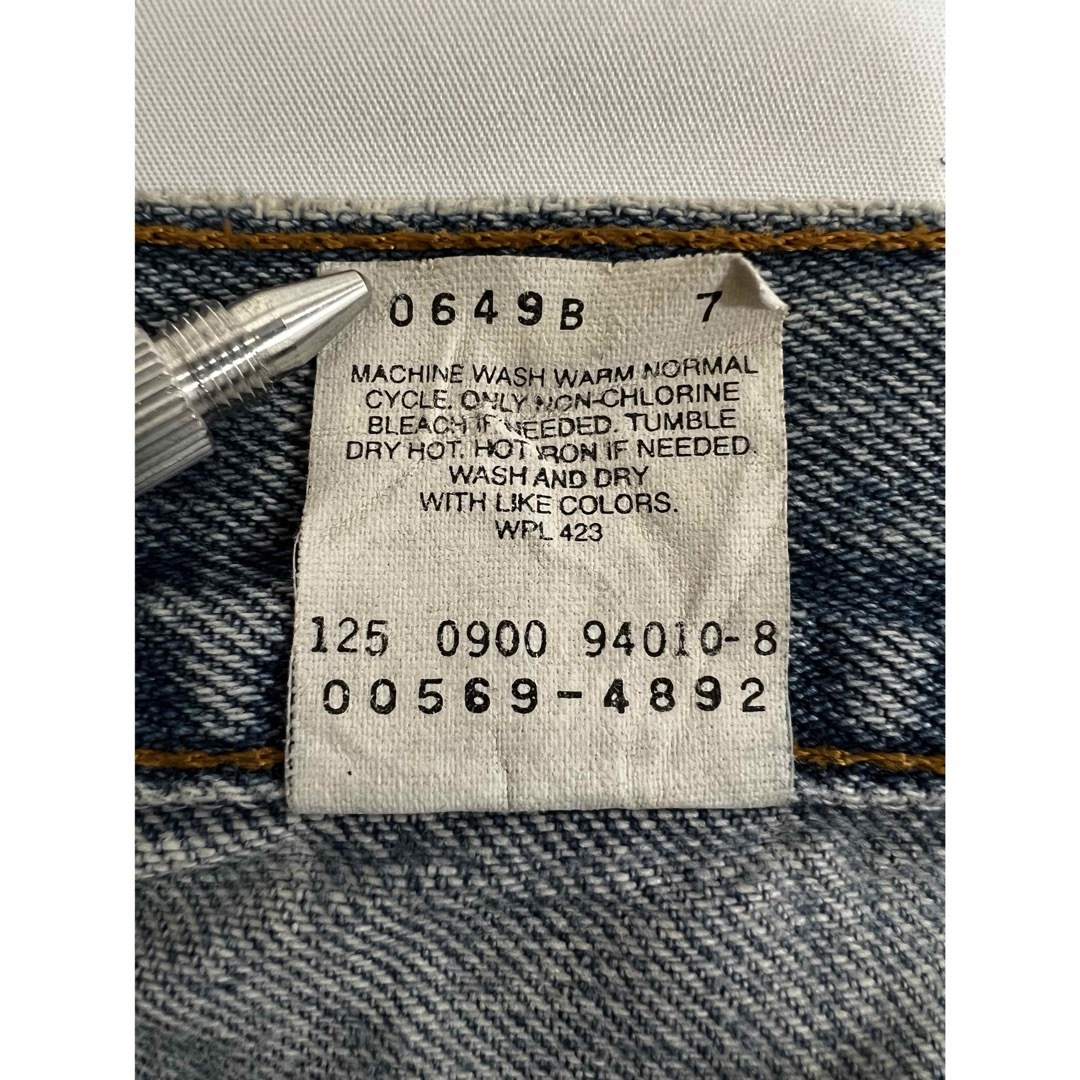 0649B 7
MACHINE WASH WARM NORMAL
CYCLE. ONLY NON-CHLORINE
BLEACH IF NEEDED. TUMBLE
DRY HOT. HOT IRON IF NEEDED.
WASH AND DRY
WITH LIKE COLORS.
WPL 423
125 0900 94010-8
00569-4892